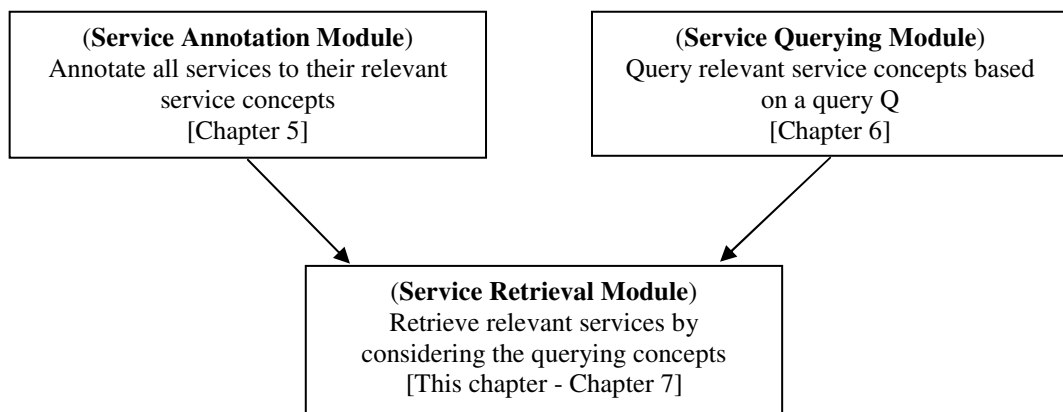 (Service Annotation Module)
Annotate all services to their relevant
service concepts
[Chapter 5]
(Service Querying Module)
Query relevant service concepts based
on a query Q
[Chapter 6]
(Service Retrieval Module)
Retrieve relevant services by
considering the querying concepts
[This chapter - Chapter 7]